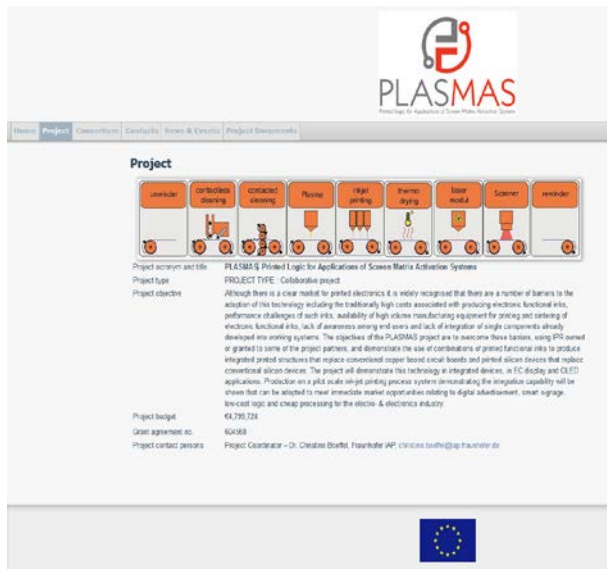 PLASMAS
Printed Logic for Applications of Screen Matrix Activation Systems
Home Project Consortium Contacts News & Events Project Documents
Project
unwinder
contactless cleaning
contacted cleaning
Plasma
inkjet printing
thermo drying
laser modul
Scanner
rewinder
Project acronym and title PLASMAS- Printed Logic for Applications of Screen Matrix Activation Systems
Project type PROJECT TYPE : Collaborative project
Project objective Although there is a clear market for printed electronics it is widely recognised that there are a number of barriers to the
adoption of this technology including the traditionally high costs associated with producing electronic functional inks,
performance challenges of such inks, availability of high volume manufacturing equipment for printing and sintering of
electronic functional inks, lack of awareness among end users and lack of integration of single components already
developed into working systems. The objectives of the PLASMAS project are to overcome these barriers, using IPR owned
or granted to some of the project partners, and demonstrate the use of combinations of printed functional inks to produce
integrated printed structures that replace conventional copper based circuit boards and printed silicon devices that replace
conventional silicon devices. The project will demonstrate this technology in integrated devices, in EC display and OLED
applications. Production on a pilot scale ink-jet printing process system demonstrating the integration capability will be
shown that can be adapted to meet immediate market opportunities relating to digital advertisement, smart signage,
low-cost logic and cheap processing for the electro- & electronics industry.
Project budget €4,799,724
Grant agreement no. 604568
Project contact persons Project Coordinator – Dr. Christine Boeffel, Fraunhofer IAP, christine.boeffel@iap.fraunhofer.de